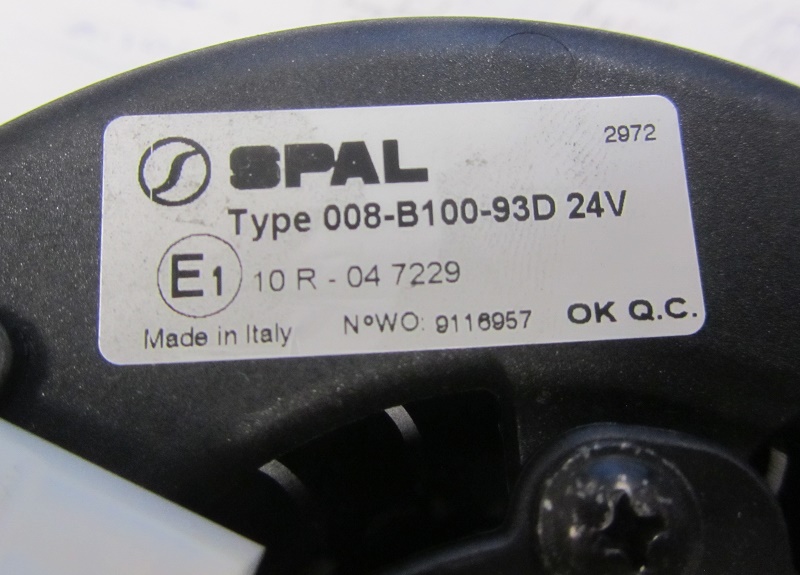 2972
SPAL
Type 008-B100-93D 24V
E1 10 R - 04 7229
Made in Italy NºWO: 9116957 OK Q.C.